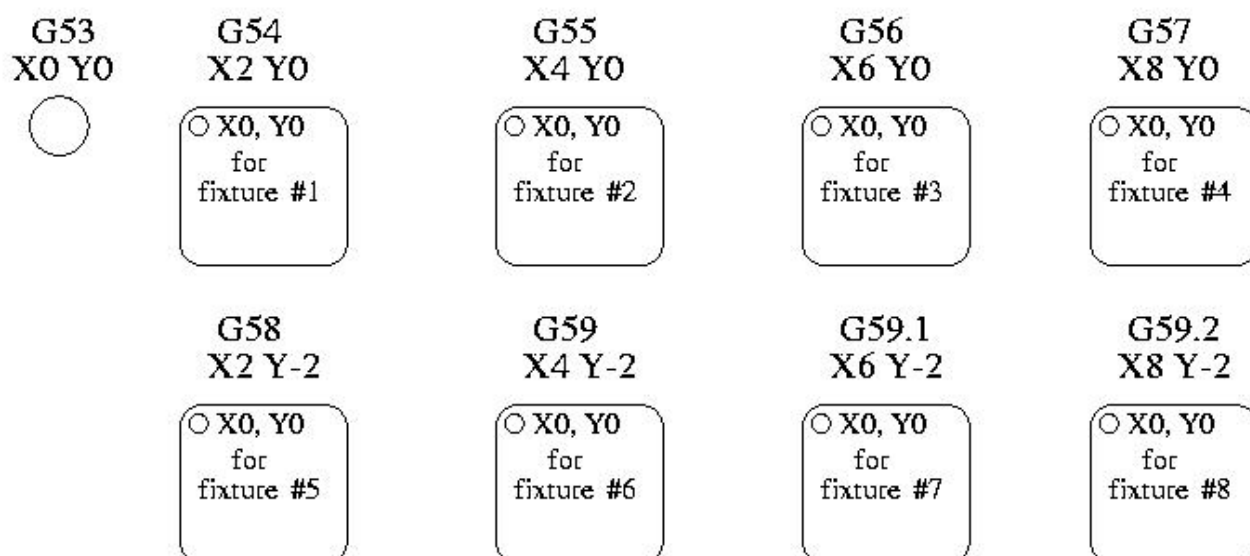 G53
X0 Y0
G54
X2 Y0
X0, Y0
for
fixture #1
G55
X4 Y0
X0, Y0
for
fixture #2
G56
X6 Y0
X0, Y0
for
fixture #3
G57
X8 Y0
X0, Y0
for
fixture #4
G58
X2 Y-2
X0, Y0
for
fixture #5
G59
X4 Y-2
X0, Y0
for
fixture #6
G59.1
X6 Y-2
X0, Y0
for
fixture #7
G59.2
X8 Y-2
X0, Y0
for
fixture #8